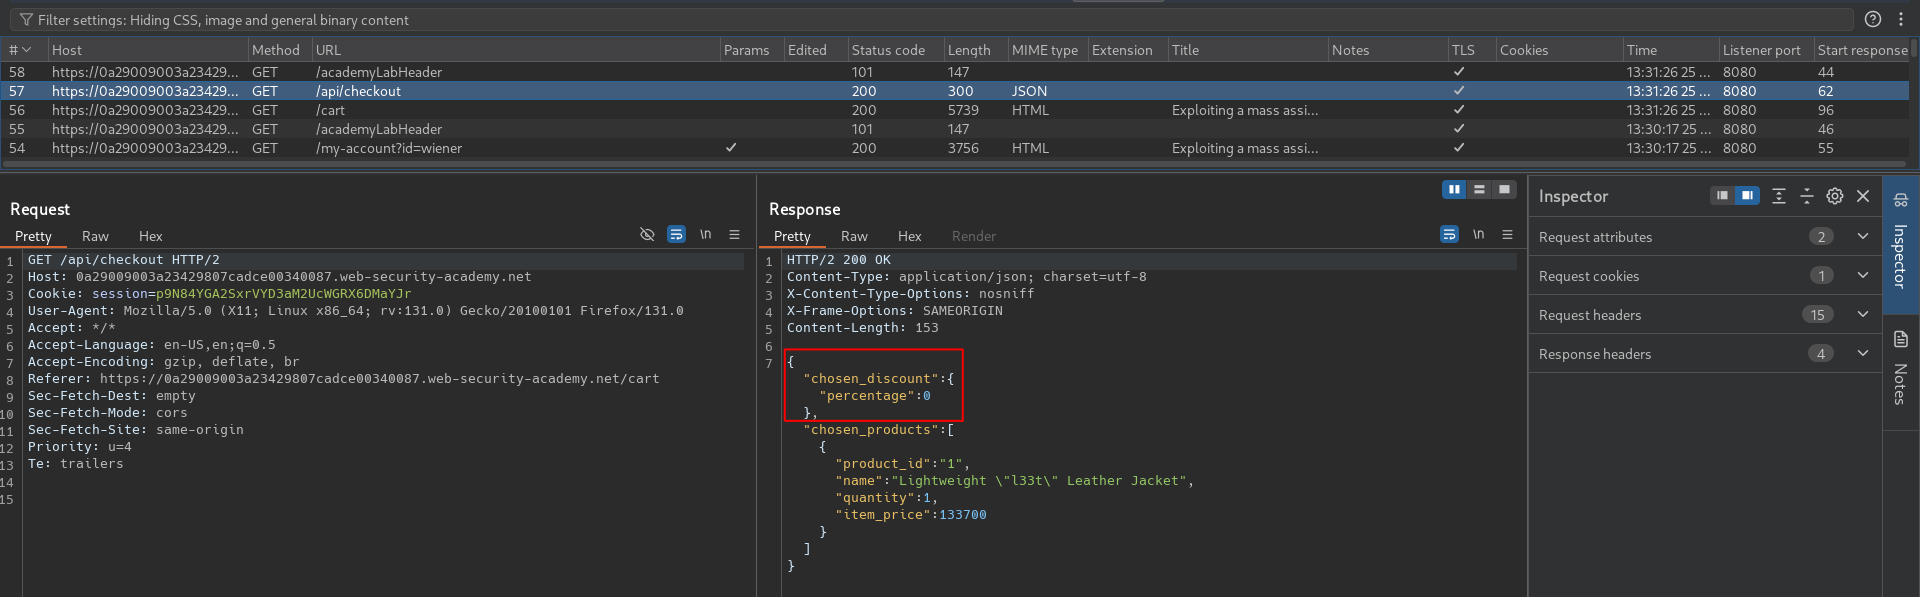 Filter settings: Hiding CSS, image and general binary content
# Host Method URL Params Edited Status code Length MIME type Extension Title Notes TLS Cookies Time Listener port Start response
58 https://0a29009003a23429... GET /academyLabHeader 101 147 ✓ 13:31:26 25 ... 8080 44
57 https://0a29009003a23429... GET /api/checkout 200 300 JSON ✓ 13:31:26 25 ... 8080 62
56 https://0a29009003a23429... GET /cart 200 5739 HTML Exploiting a mass assi... ✓ 13:31:26 25 ... 8080 96
55 https://0a29009003a23429... GET /academyLabHeader 101 147 ✓ 13:30:17 25 ... 8080 46
54 https://0a29009003a23429... GET /my-account?id=wiener ✓ 200 3756 HTML Exploiting a mass assi... ✓ 13:30:17 25 ... 8080 55
Request
Pretty Raw Hex \n
1 GET /api/checkout HTTP/2
2 Host: 0a29009003a23429807cadce00340087.web-security-academy.net
3 Cookie: session=p9N84YGA2SxrVYD3aM2UcWGRX6DMaYJr
4 User-Agent: Mozilla/5.0 (X11; Linux x86_64; rv:131.0) Gecko/20100101 Firefox/131.0
5 Accept: */*
6 Accept-Language: en-US,en;q=0.5
7 Accept-Encoding: gzip, deflate, br
8 Referer: https://0a29009003a23429807cadce00340087.web-security-academy.net/cart
9 Sec-Fetch-Dest: empty
10 Sec-Fetch-Mode: cors
11 Sec-Fetch-Site: same-origin
12 Priority: u=4
13 Te: trailers
14
15
Response
Pretty Raw Hex Render \n
1 HTTP/2 200 OK
2 Content-Type: application/json; charset=utf-8
3 X-Content-Type-Options: nosniff
4 X-Frame-Options: SAMEORIGIN
5 Content-Length: 153
6
7 {
"chosen_discount":{
"percentage":0
},
"chosen_products":[
{
"product_id":"1",
"name":"Lightweight \"l33t\" Leather Jacket",
"quantity":1,
"item_price":133700
}
]
}
Inspector
Request attributes 2
Request cookies 1
Request headers 15
Response headers 4
Inspector
Notes